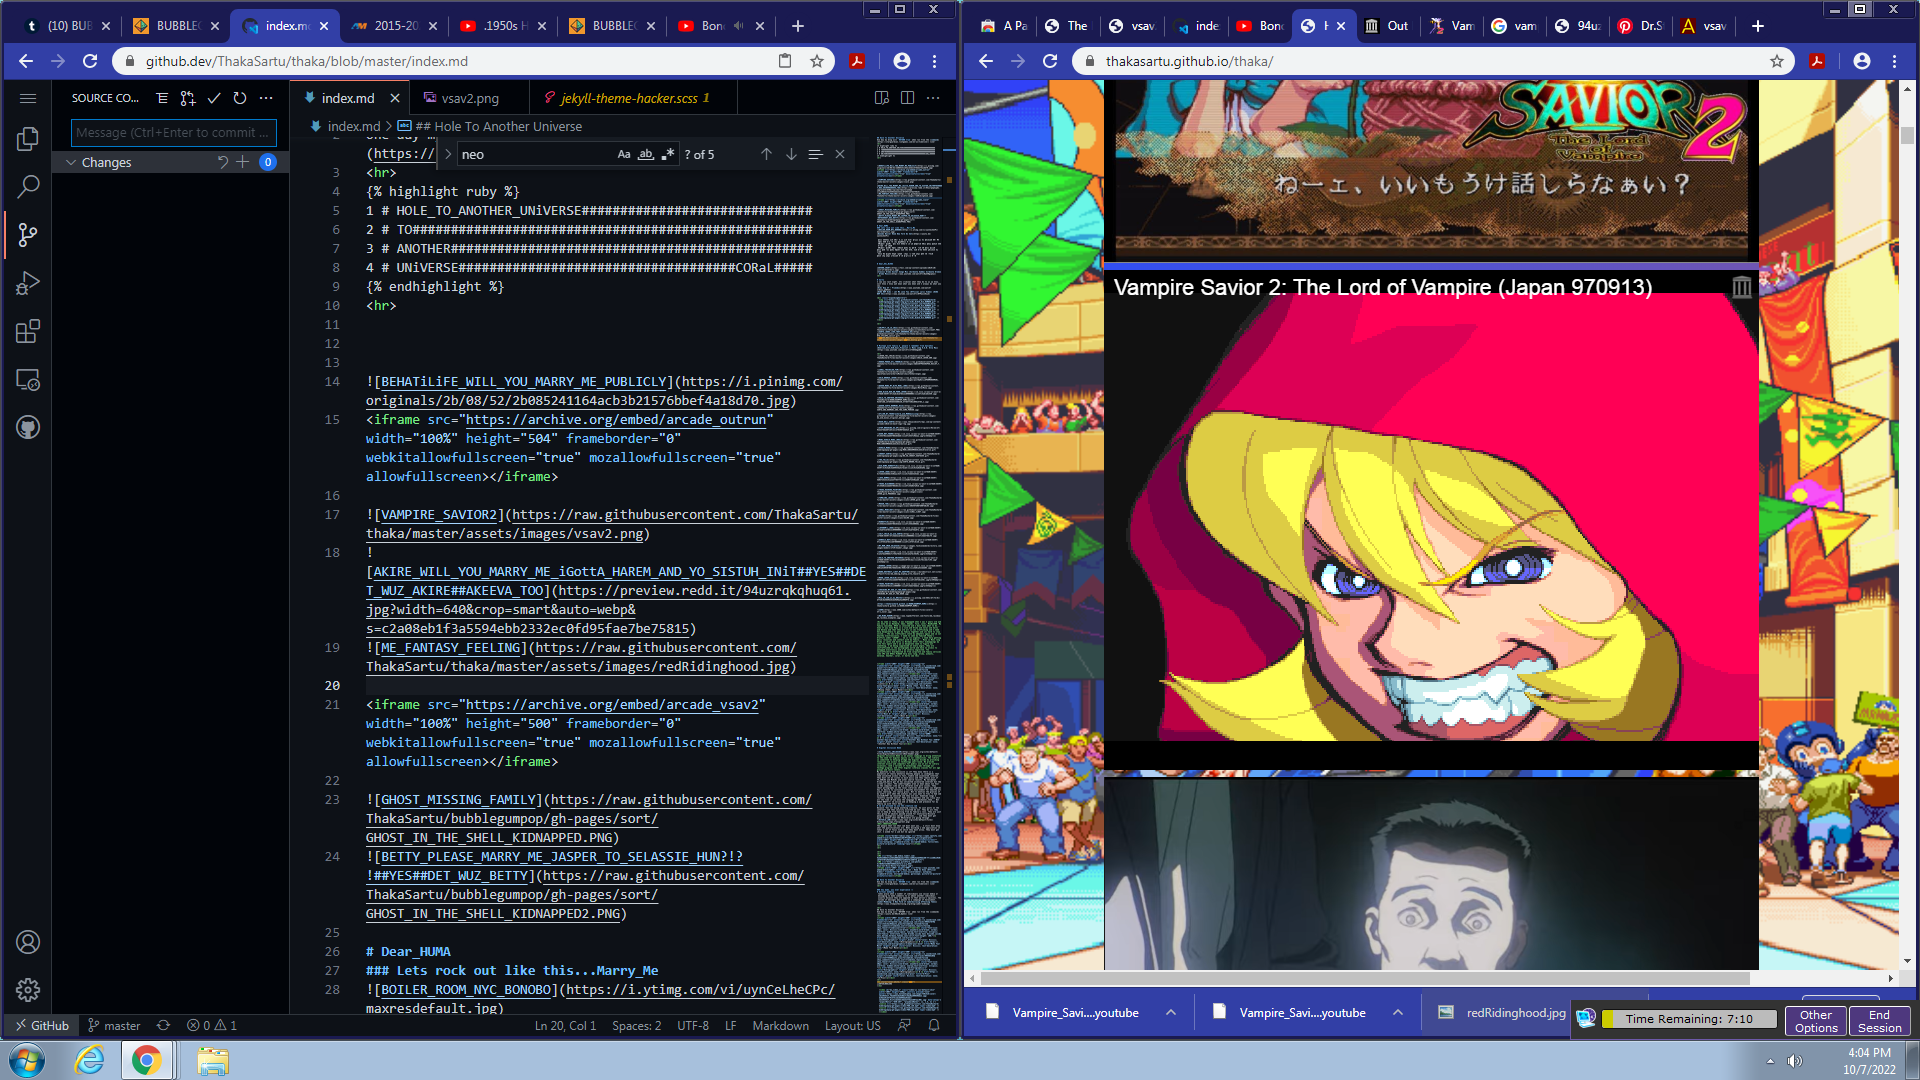 (10) BUB
BUBBLEG
index.md
2015-20
.1950s H
BUBBLEG
Bon
github.dev/ThakaSartu/thaka/blob/master/index.md
SOURCE CO...
Message (Ctrl+Enter to commit ...
Changes
0
index.md
vsav2.png
jekyll-theme-hacker.scss 1
index.md > ## Hole To Another Universe
neo
Aa ab .*
? of 5
(https://
3 <hr>
4 {% highlight ruby %}
5 1 # HOLE_TO_ANOTHER_UNiVERSE##############################
6 2 # TO####################################################
7 3 # ANOTHER###############################################
8 4 # UNiVERSE####################################CORaL#####
9 {% endhighlight %}
10 <hr>
11
12
13
14 ![BEHATiLiFE_WILL_YOU_MARRY_ME_PUBLICLY](https://i.pinimg.com/
originals/2b/08/52/2b085241164acb3b21576bbef4a18d70.jpg)
15 <iframe src="https://archive.org/embed/arcade_outrun"
width="100%" height="504" frameborder="0"
webkitallowfullscreen="true" mozallowfullscreen="true"
allowfullscreen></iframe>
16
17 ![VAMPIRE_SAVIOR2](https://raw.githubusercontent.com/ThakaSartu/
thaka/master/assets/images/vsav2.png)
18 !
[AKIRE_WILL_YOU_MARRY_ME_iGottA_HAREM_AND_YO_SISTUH_INiT##YES##DE
T_WUZ_AKIRE##AKEEVA_TOO](https://preview.redd.it/94uzrqkqhuq61.
jpg?width=640&crop=smart&auto=webp&
s=c2a08eb1f3a5594ebb2332ec0fd95fae7be75815)
19 ![ME_FANTASY_FEELING](https://raw.githubusercontent.com/
ThakaSartu/thaka/master/assets/images/redRidinghood.jpg)
20
21 <iframe src="https://archive.org/embed/arcade_vsav2"
width="100%" height="500" frameborder="0"
webkitallowfullscreen="true" mozallowfullscreen="true"
allowfullscreen></iframe>
22
23 ![GHOST_MISSING_FAMILY](https://raw.githubusercontent.com/
ThakaSartu/bubblegumpop/gh-pages/sort/
GHOST_IN_THE_SHELL_KIDNAPPED.PNG)
24 ![BETTY_PLEASE_MARRY_ME_JASPER_TO_SELASSIE_HUN?!?
!##YES##DET_WUZ_BETTY](https://raw.githubusercontent.com/
ThakaSartu/bubblegumpop/gh-pages/sort/
GHOST_IN_THE_SHELL_KIDNAPPED2.PNG)
25
26 # Dear_HUMA
27 ### Lets rock out like this...Marry_Me
28 ![BOILER_ROOM_NYC_BONOBO](https://i.ytimg.com/vi/uynCeLheCPc/
maxresdefault.jpg)
GitHub
master
0 1
Ln 20, Col 1
Spaces: 2
UTF-8
LF
Markdown
Layout: US
A Pa
The
vsav
inde
Bon
H
Out
Vam
vam
94uz
Dr.S
vsav
thakasartu.github.io/thaka/
SAVIOR 2
The Lord
of
Vampire
ねーェ、いいもうけ話しらなぁい？
Vampire Savior 2: The Lord of Vampire (Japan 970913)
Vampire_Savi....youtube
Vampire_Savi....youtube
redRidinghood.jpg
Time Remaining: 7:10
Other
Options
End
Session
4:04 PM
10/7/2022